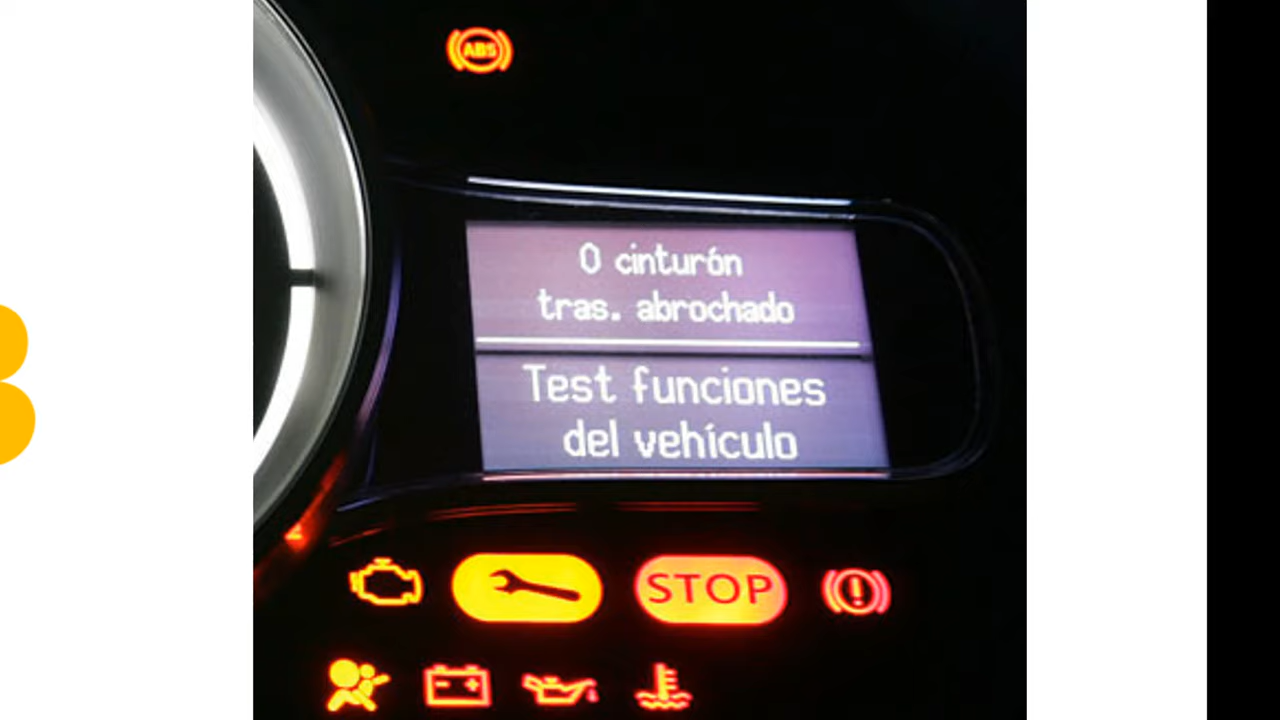 ABS
0 cinturón
tras. abrochado
Test funciones
del vehículo
STOP